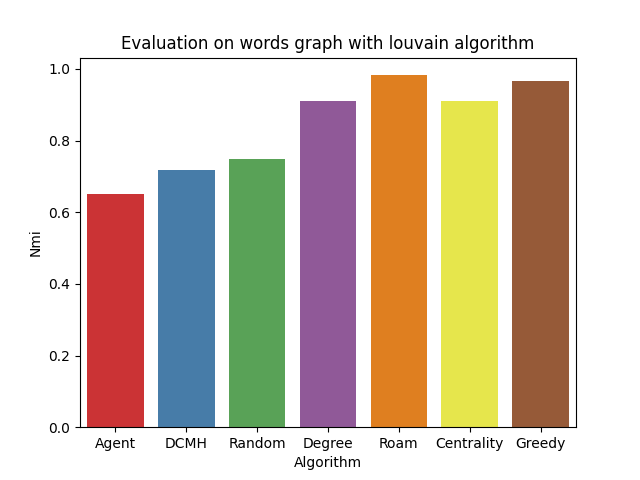 Evaluation on words graph with louvain algorithm
1.0
0.8
0.6
0.4
0.2
0.0
Nmi
Agent DCMH Random Degree Roam Centrality Greedy
Algorithm